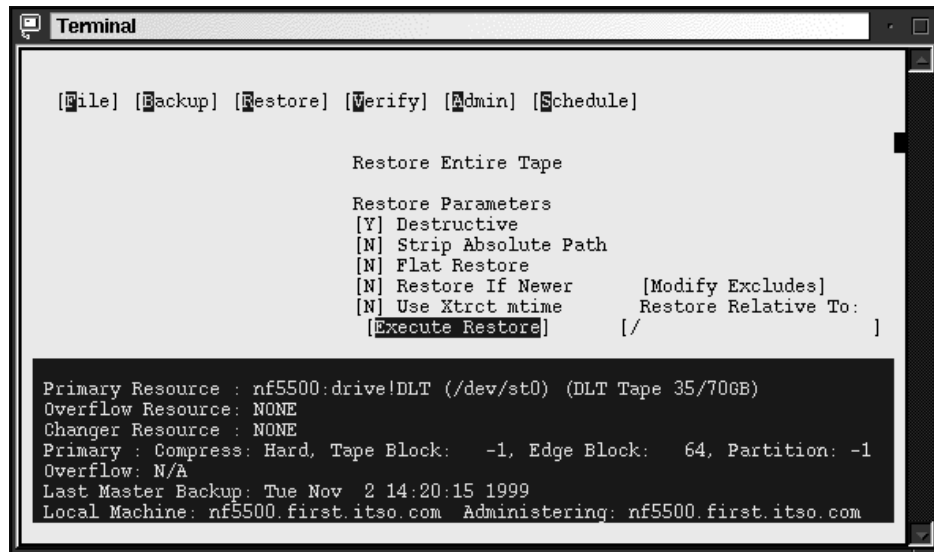 Terminal
[File] [Backup] [Restore] [Verify] [Admin] [Schedule]
Restore Entire Tape
Restore Parameters
[Y] Destructive
[N] Strip Absolute Path
[N] Flat Restore
[N] Restore If Newer [Modify Excludes]
[N] Use Xtrct mtime Restore Relative To:
[Execute Restore] [/ ]
Primary Resource : nf5500:drive!DLT (/dev/st0) (DLT Tape 35/70GB)
Overflow Resource: NONE
Changer Resource : NONE
Primary : Compress: Hard, Tape Block: -1, Edge Block: 64, Partition: -1
Overflow: N/A
Last Master Backup: Tue Nov 2 14:20:15 1999
Local Machine: nf5500.first.itso.com Administering: nf5500.first.itso.com